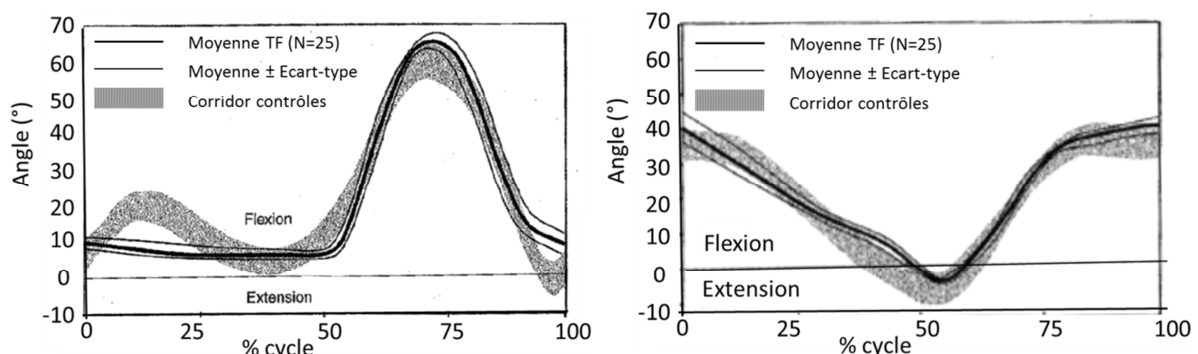 Angle (°)
70
60
50
40
30
20
10
0
-10
Moyenne TF (N=25)
Moyenne ± Ecart-type
Corridor contrôles
Flexion
Extension
0
25
50
75
100
% cycle
Angle (°)
70
60
50
40
30
20
10
0
-10
Moyenne TF (N=25)
Moyenne ± Ecart-type
Corridor contrôles
Flexion
Extension
0
25
50
75
100
% cycle